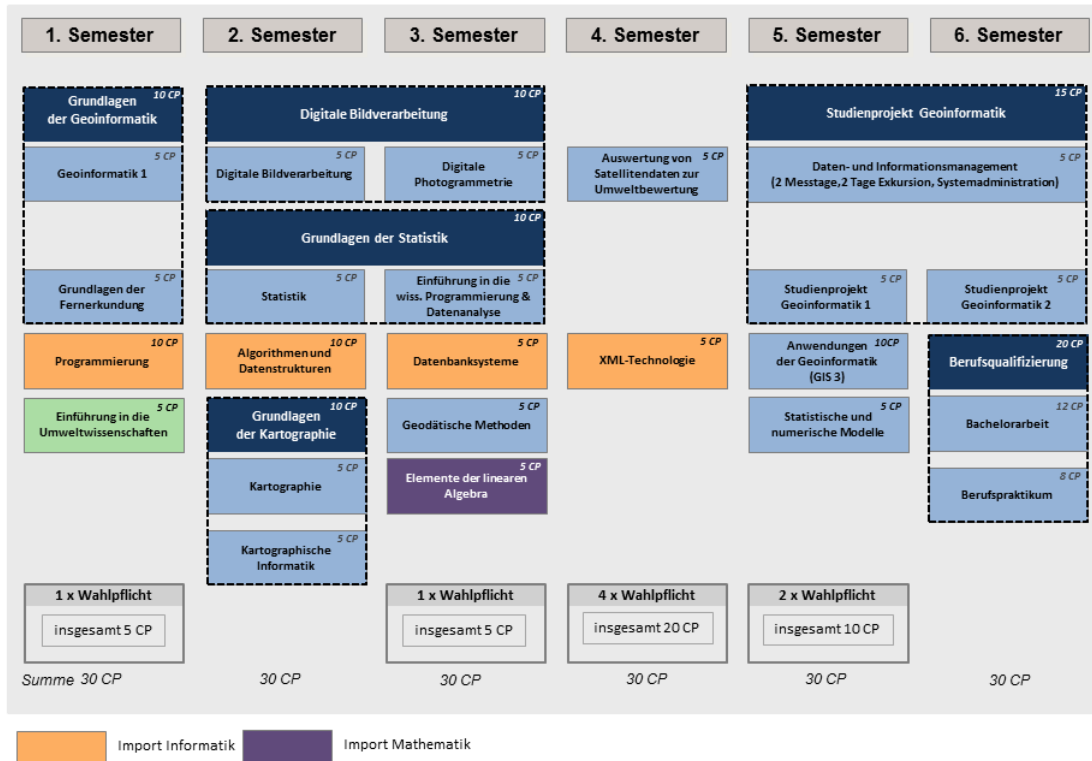 1. Semester
2. Semester
3. Semester
4. Semester
5. Semester
6. Semester
10 CP
Grundlagen
der Geoinformatik
10 CP
Digitale Bildverarbeitung
15 CP
Studienprojekt Geoinformatik
5 CP
Geoinformatik 1
5 CP
Digitale Bildverarbeitung
5 CP
Digitale
Photogrammetrie
5 CP
Auswertung von
Satellitendaten zur
Umweltbewertung
5 CP
Daten- und Informationsmanagement
(2 Messtage, 2 Tage Exkursion, Systemadministration)
10 CP
Grundlagen der Statistik
5 CP
Grundlagen der
Fernerkundung
5 CP
Statistik
5 CP
Einführung in die
wiss. Programmierung &
Datenanalyse
5 CP
Studienprojekt
Geoinformatik 1
5 CP
Studienprojekt
Geoinformatik 2
10 CP
Programmierung
10 CP
Algorithmen und
Datenstrukturen
5 CP
Datenbanksysteme
5 CP
XML-Technologie
10CP
Anwendungen
der Geoinformatik
(GIS 3)
20 CP
Berufsqualifizierung
5 CP
Einführung in die
Umweltwissenschaften
10 CP
Grundlagen
der Kartographie
5 CP
Geodätische Methoden
5 CP
Statistische und
numerische Modelle
12 CP
Bachelorarbeit
5 CP
Kartographie
5 CP
Elemente der linearen
Algebra
8 CP
Berufspraktikum
5 CP
Kartographische
Informatik
1 x Wahlpflicht
insgesamt 5 CP
1 x Wahlpflicht
insgesamt 5 CP
4 x Wahlpflicht
insgesamt 20 CP
2 x Wahlpflicht
insgesamt 10 CP
Summe 30 CP
30 CP
30 CP
30 CP
30 CP
30 CP
Import Informatik
Import Mathematik